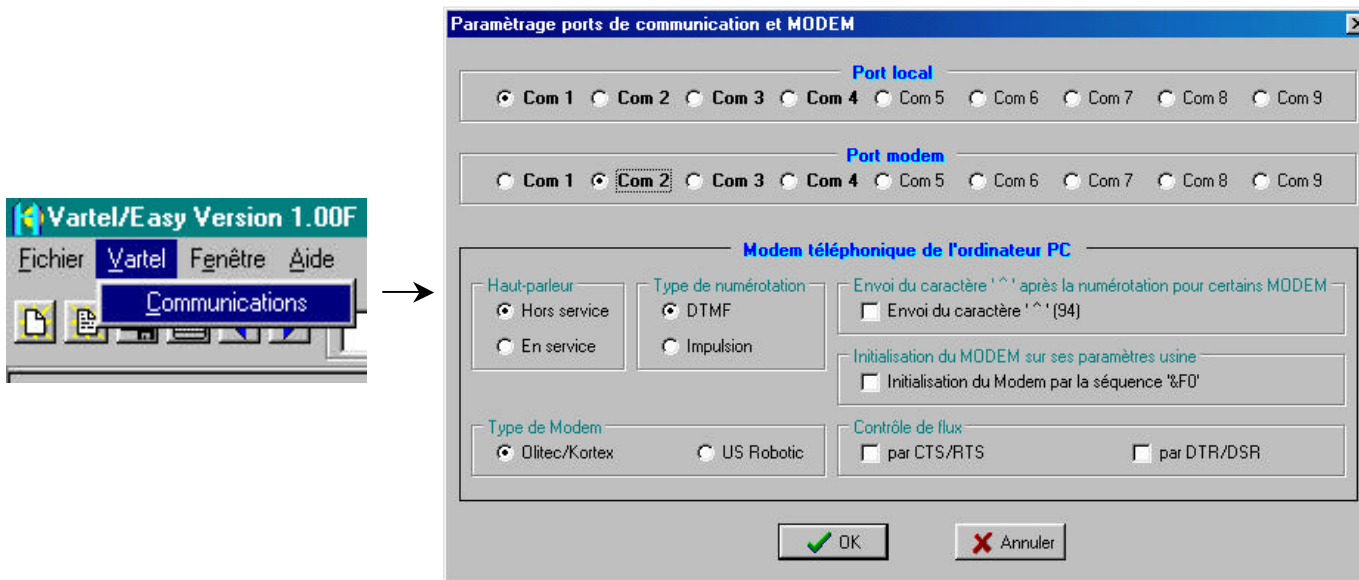 Vartel/Easy Version 1.00F
Fichier Vartel Fenêtre Aide
Communications
Paramètrage ports de communication et MODEM
Port local
Com 1 Com 2 Com 3 Com 4 Com 5 Com 6 Com 7 Com 8 Com 9
Port modem
Com 1 Com 2 Com 3 Com 4 Com 5 Com 6 Com 7 Com 8 Com 9
Modem téléphonique de l'ordinateur PC
Haut-parleur
Hors service
En service
Type de numérotation
DTMF
Impulsion
Envoi du caractère ' ^ ' après la numérotation pour certains MODEM
Envoi du caractère ' ^ ' (94)
Initialisation du MODEM sur ses paramètres usine
Initialisation du Modem par la séquence '&F0'
Type de Modem
Olitec/Kortex US Robotic
Contrôle de flux
par CTS/RTS par DTR/DSR
OK Annuler